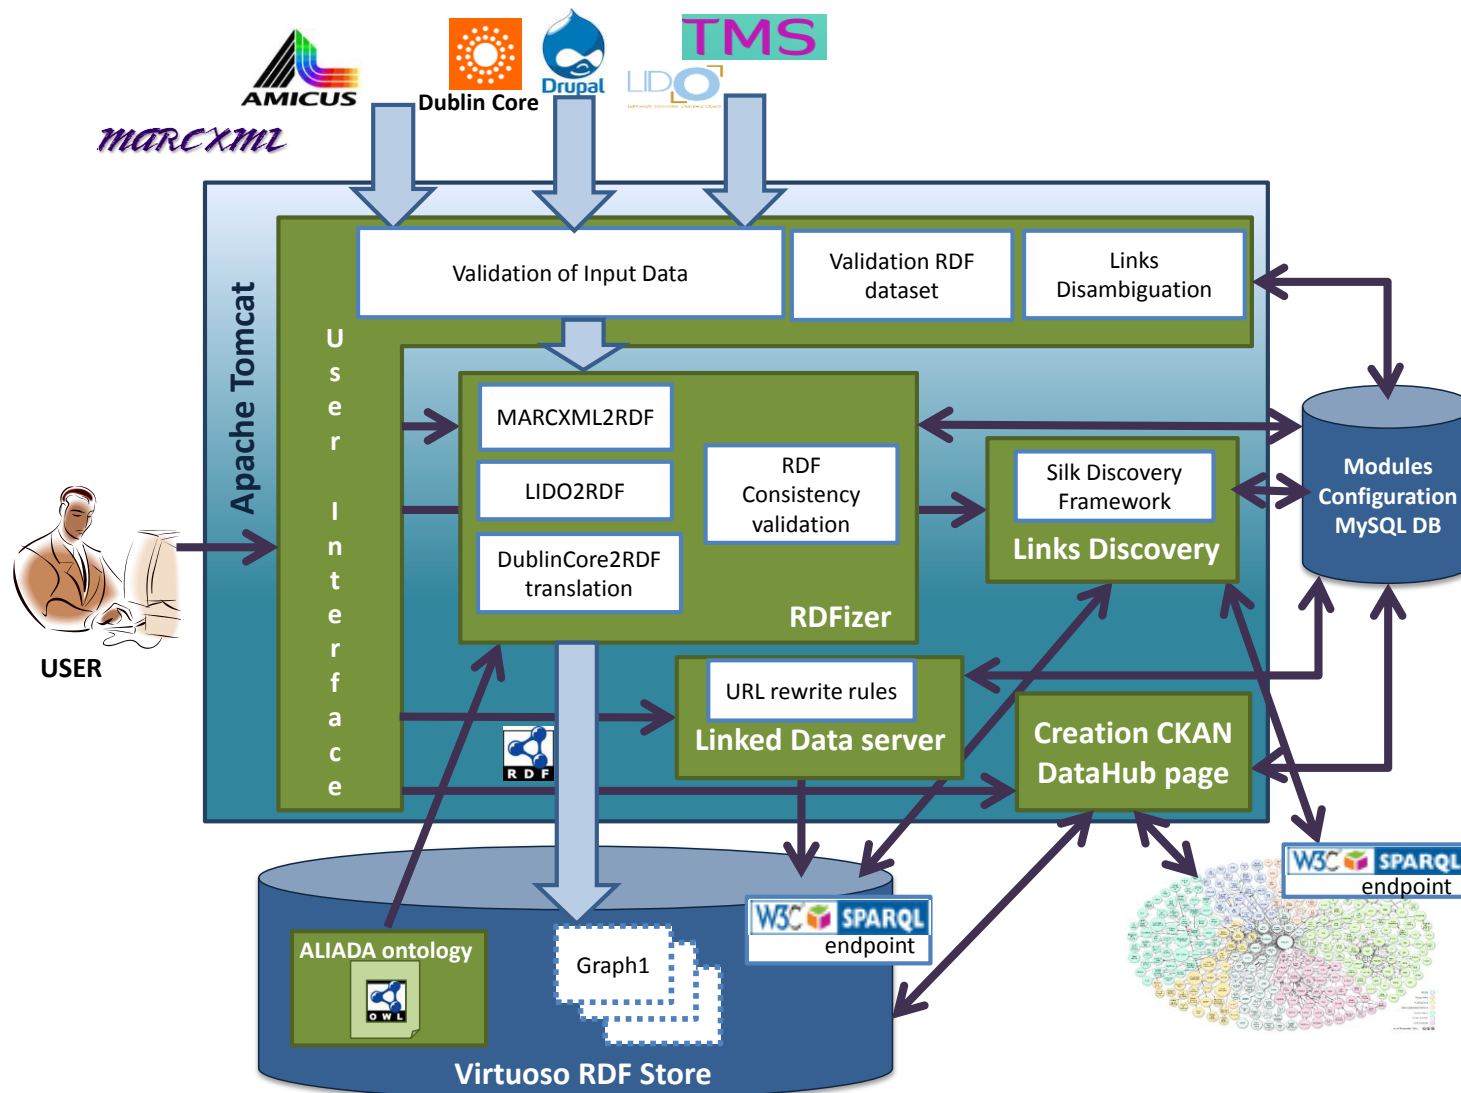 TMS
AMICUS
Dublin Core
Drupal
LIDO
MARCXML
Apache Tomcat
User Interface
Validation of Input Data
Validation RDF
dataset
Links
Disambiguation
MARCXML2RDF
LIDO2RDF
DublinCore2RDF
translation
RDF
Consistency
validation
RDFizer
Silk Discovery
Framework
Links Discovery
Modules
Configuration
MySQL DB
USER
URL rewrite rules
Linked Data server
Creation CKAN
DataHub page
RDF
W3C SPARQL
endpoint
W3C SPARQL
endpoint
ALIADA ontology
OWL
Graph1
Virtuoso RDF Store